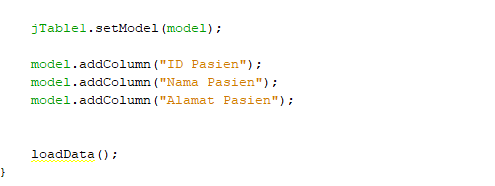 jTable1.setModel(model);
model.addColumn("ID Pasien");
model.addColumn("Nama Pasien");
model.addColumn("Alamat Pasien");
loadData();
}